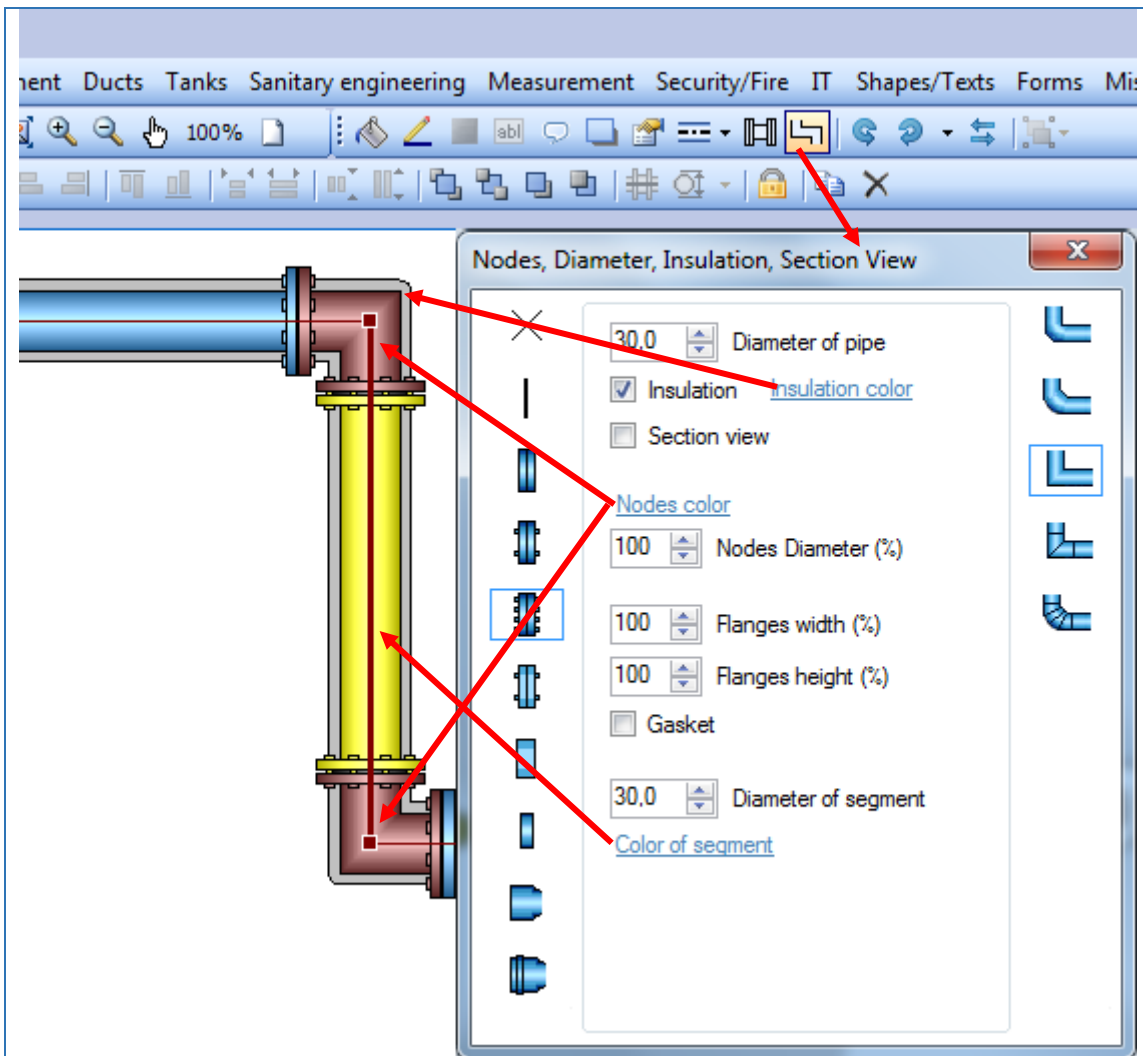 nent Ducts Tanks Sanitary engineering Measurement Security/Fire IT Shapes/Texts Forms Mis
100% abl
Nodes, Diameter, Insulation, Section View
30,0 Diameter of pipe
Insulation Insulation color
Section view
Nodes color
100 Nodes Diameter (%)
100 Flanges width (%)
100 Flanges height (%)
Gasket
30,0 Diameter of segment
Color of segment